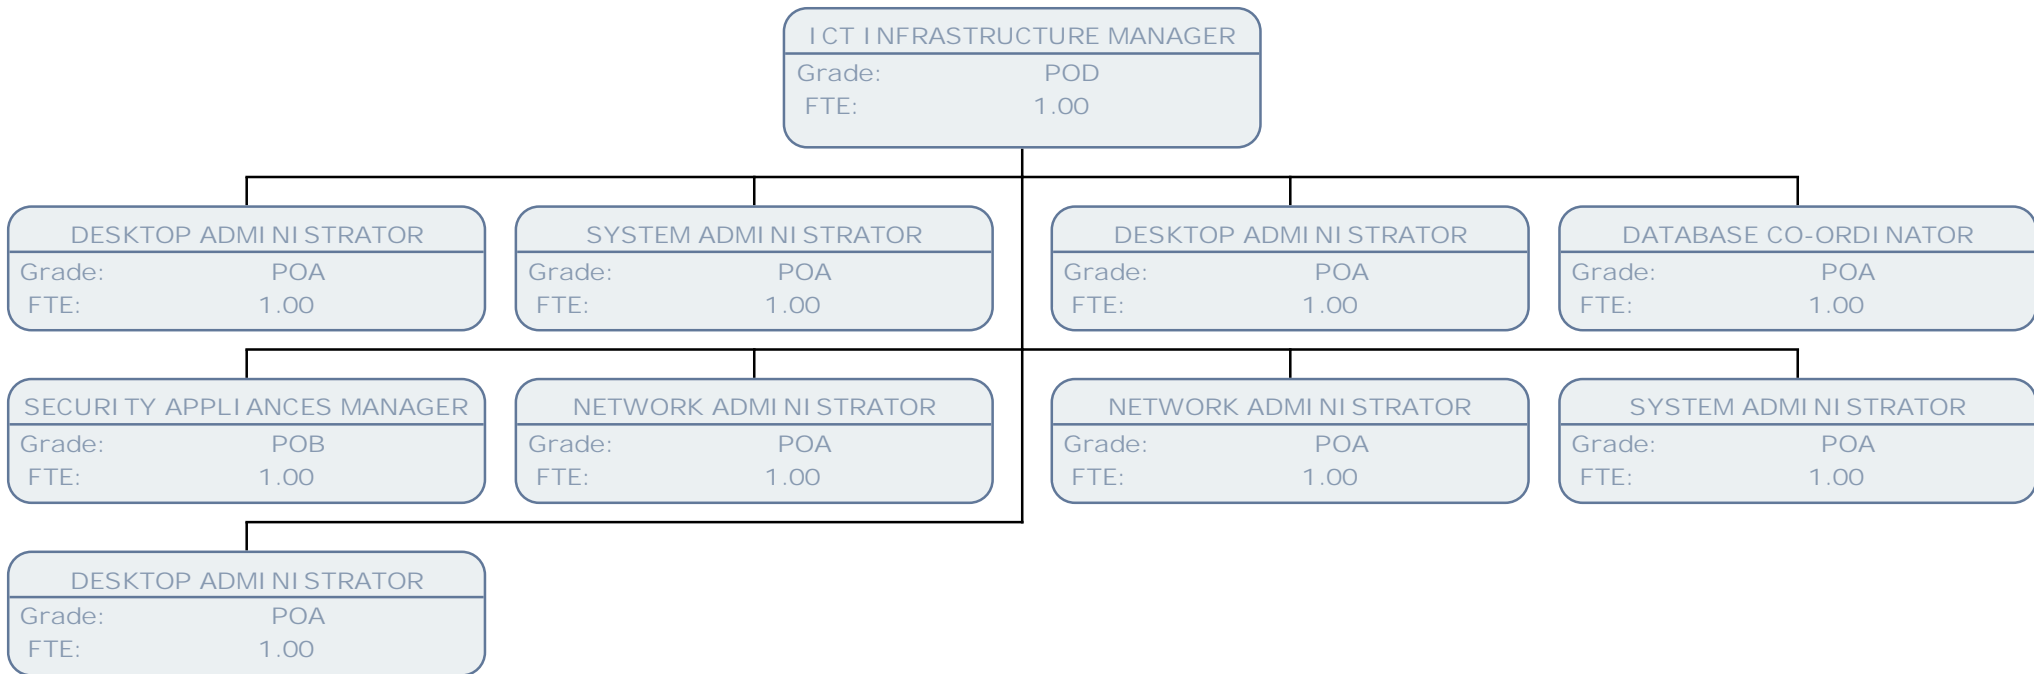 ICT INFRASTRUCTURE MANAGER
Grade: POD
FTE: 1.00
DESKTOP ADMINISTRATOR
Grade: POA
FTE: 1.00
SYSTEM ADMINISTRATOR
Grade: POA
FTE: 1.00
DESKTOP ADMINISTRATOR
Grade: POA
FTE: 1.00
DATABASE CO-ORDINATOR
Grade: POA
FTE: 1.00
SECURITY APPLIANCES MANAGER
Grade: POB
FTE: 1.00
NETWORK ADMINISTRATOR
Grade: POA
FTE: 1.00
NETWORK ADMINISTRATOR
Grade: POA
FTE: 1.00
SYSTEM ADMINISTRATOR
Grade: POA
FTE: 1.00
DESKTOP ADMINISTRATOR
Grade: POA
FTE: 1.00